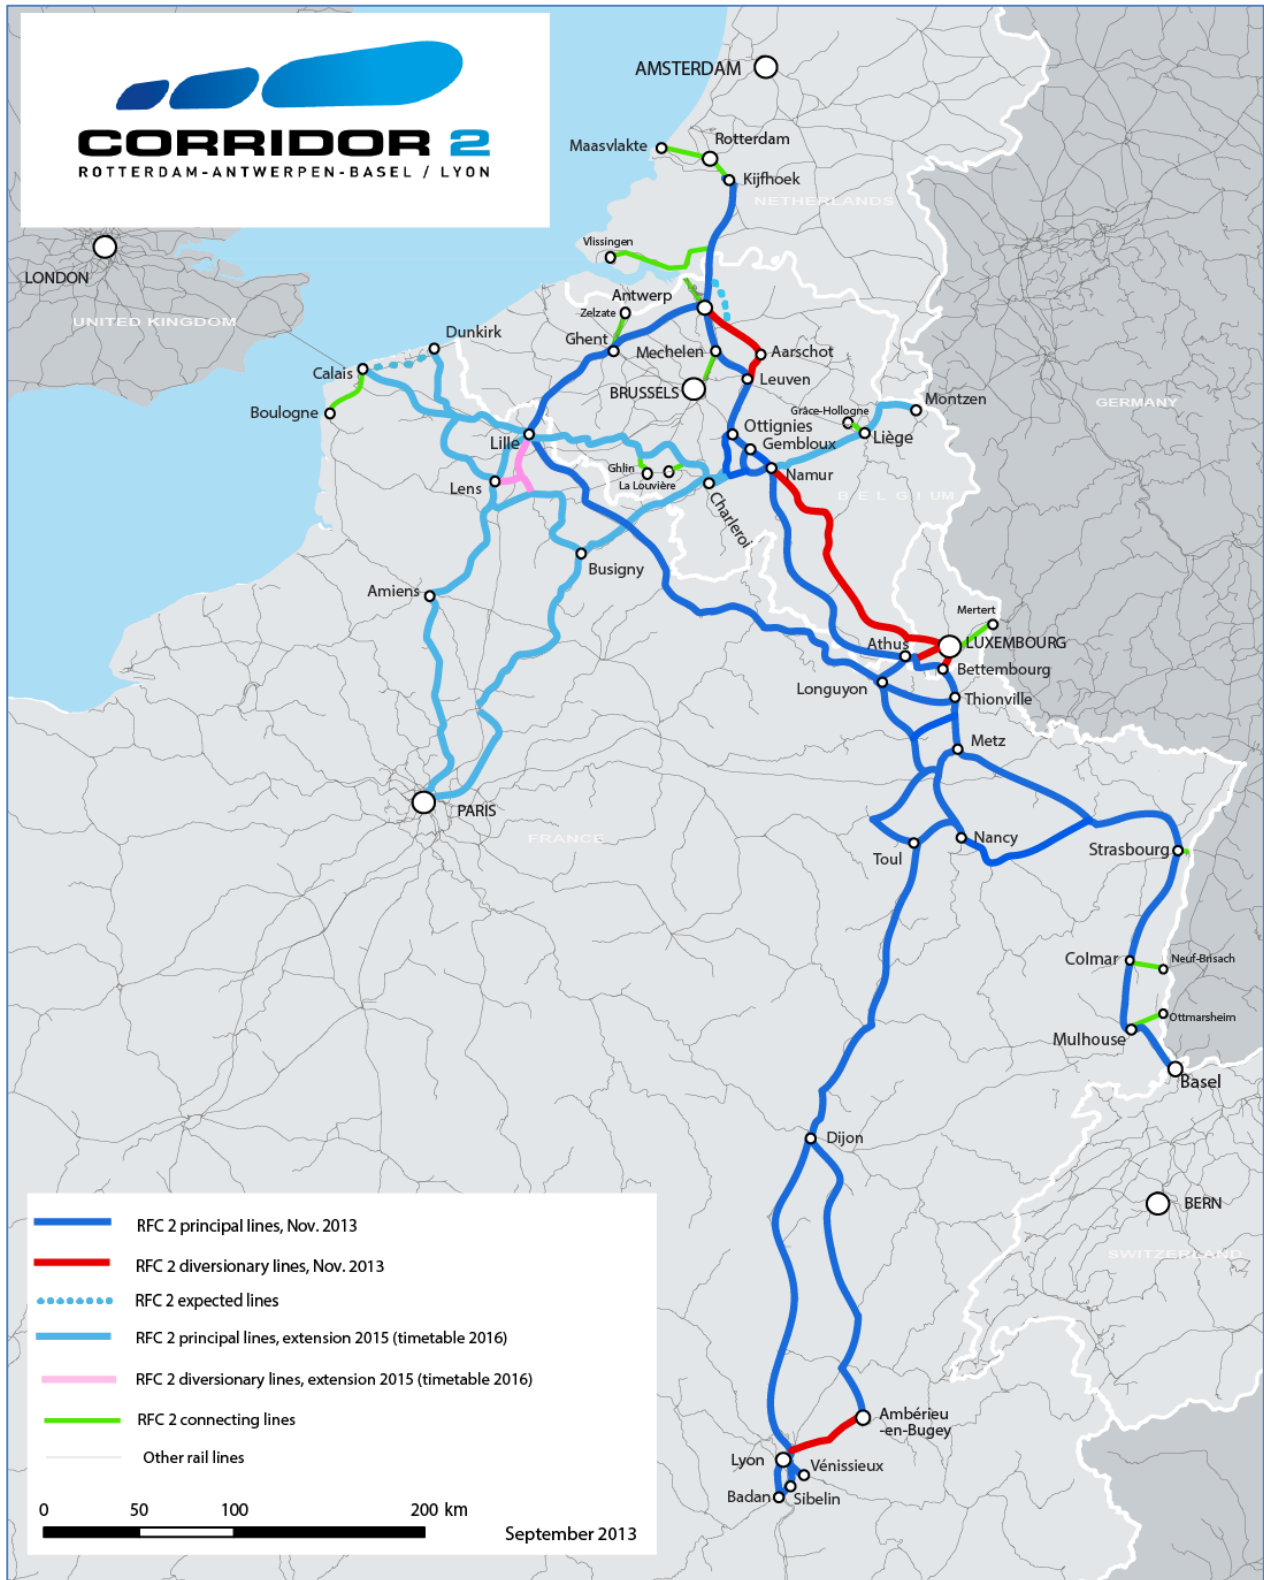 CORRIDOR 2
ROTTERDAM-ANTWERPEN-BASEL / LYON
AMSTERDAM
Maasvlakte
Rotterdam
Kijfhoek
NETHERLANDS
Vlissingen
LONDON
UNITED KINGDOM
Antwerp
Zelzate
Dunkirk
Ghent
Mechelen
Aarschot
Calais
Leuven
BRUSSELS
Boulogne
Montzen
GERMANY
Grâce-Hollogne
Ottignies
Liège
Lille
Gembloux
Ghlin
Namur
La Louvière
Lens
BELGIUM
Charleroi
Busigny
Amiens
Mertert
Athus
LUXEMBOURG
Bettembourg
Longuyon
Thionville
Metz
PARIS
FRANCE
Nancy
Toul
Strasbourg
Colmar
Neuf-Brisach
Ottmarsheim
Mulhouse
Basel
Dijon
BERN
SWITZERLAND
Ambérieu
-en-Bugey
Lyon
Vénissieux
Badan
Sibelin
RFC 2 principal lines, Nov. 2013
RFC 2 diversionary lines, Nov. 2013
RFC 2 expected lines
RFC 2 principal lines, extension 2015 (timetable 2016)
RFC 2 diversionary lines, extension 2015 (timetable 2016)
RFC 2 connecting lines
Other rail lines
0 50 100 200 km
September 2013